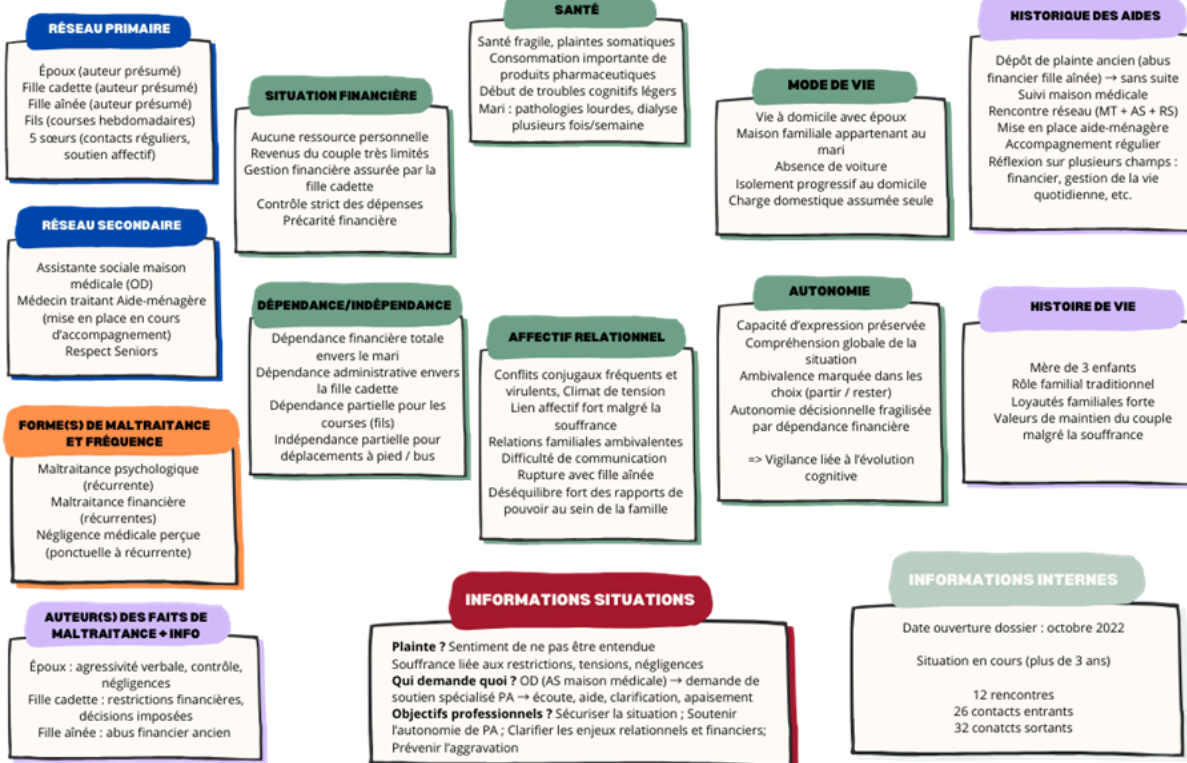 RÉSEAU PRIMAIRE
Époux (auteur présumé)
Fille cadette (auteur présumé)
Fille aînée (auteur présumé)
Fils (courses hebdomadaires)
5 sœurs (contacts réguliers,
soutien affectif)
SITUATION FINANCIÈRE
Aucune ressource personnelle
Revenus du couple très limités
Gestion financière assurée par la
fille cadette
Contrôle strict des dépenses
Précarité financière
SANTÉ
Santé fragile, plaintes somatiques
Consommation importante de
produits pharmaceutiques
Début de troubles cognitifs légers
Mari : pathologies lourdes, dialyse
plusieurs fois/semaine
MODE DE VIE
Vie à domicile avec époux
Maison familiale appartenant au
mari
Absence de voiture
Isolement progressif au domicile
Charge domestique assumée seule
HISTORIQUE DES AIDES
Dépôt de plainte ancien (abus
financier fille aînée) → sans suite
Suivi maison médicale
Rencontre réseau (MT + AS + RS)
Mise en place aide-ménagère
Accompagnement régulier
Réflexion sur plusieurs champs :
financier, gestion de la vie
quotidienne, etc.
RÉSEAU SECONDAIRE
Assistante sociale maison
médicale (OD)
Médecin traitant Aide-ménagère
(mise en place en cours
d'accompagnement)
Respect Seniors
DÉPENDANCE/INDÉPENDANCE
Dépendance financière totale
envers le mari
Dépendance administrative envers
la fille cadette
Dépendance partielle pour les
courses (fils)
Indépendance partielle pour
déplacements à pied / bus
AFFECTIF RELATIONNEL
Conflits conjugaux fréquents et
virulents, Climat de tension
Lien affectif fort malgré la
souffrance
Relations familiales ambivalentes
Difficulté de communication
Rupture avec fille aînée
Déséquilibre fort des rapports de
pouvoir au sein de la famille
AUTONOMIE
Capacité d'expression préservée
Compréhension globale de la
situation
Ambivalence marquée dans les
choix (partir / rester)
Autonomie décisionnelle fragilisée
par dépendance financière
=> Vigilance liée à l'évolution
cognitive
HISTOIRE DE VIE
Mère de 3 enfants
Rôle familial traditionnel
Loyautés familiales forte
Valeurs de maintien du couple
malgré la souffrance
FORME(S) DE MALTRAITANCE
ET FRÉQUENCE
Maltraitance psychologique
(récurrente)
Maltraitance financière
(récurrentes)
Négligence médicale perçue
(ponctuelle à récurrente)
AUTEUR(S) DES FAITS DE
MALTRAITANCE + INFO
Époux : agressivité verbale, contrôle,
négligences
Fille cadette : restrictions financières,
décisions imposées
Fille aînée : abus financier ancien
INFORMATIONS SITUATIONS
Plainte ? Sentiment de ne pas être entendue
Souffrance liée aux restrictions, tensions, négligences
Qui demande quoi ? OD (AS maison médicale) → demande de
soutien spécialisé PA → écoute, aide, clarification, apaisement
Objectifs professionnels ? Sécuriser la situation ; Soutenir
l'autonomie de PA ; Clarifier les enjeux relationnels et financiers;
Prévenir l'aggravation
INFORMATIONS INTERNES
Date ouverture dossier : octobre 2022
Situation en cours (plus de 3 ans)
12 rencontres
26 contacts entrants
32 conatcts sortants